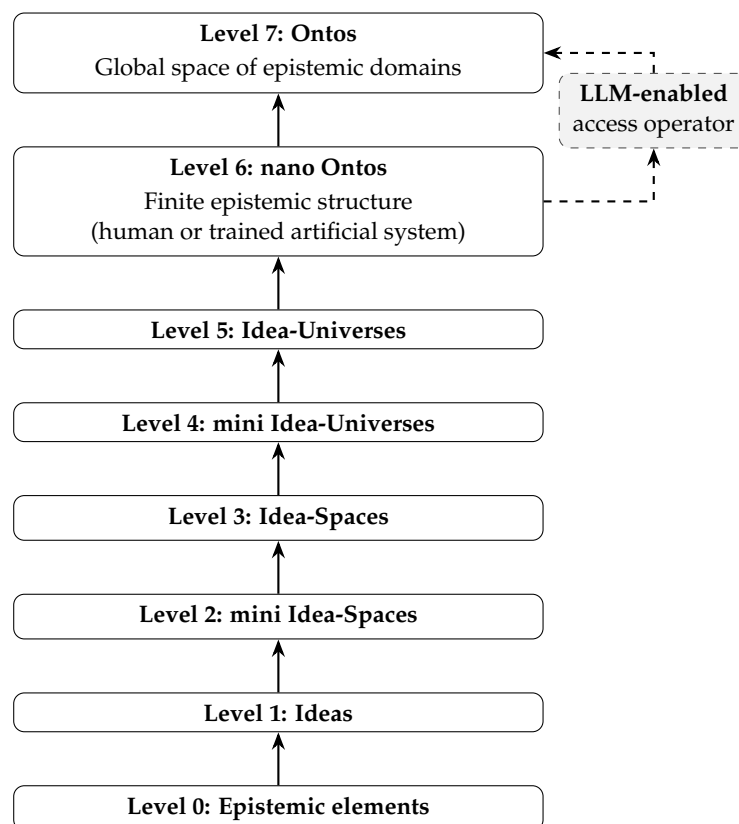 Level 7: Ontos
Global space of epistemic domains
LLM-enabled
access operator
Level 6: nano Ontos
Finite epistemic structure
(human or trained artificial system)
Level 5: Idea-Universes
Level 4: mini Idea-Universes
Level 3: Idea-Spaces
Level 2: mini Idea-Spaces
Level 1: Ideas
Level 0: Epistemic elements